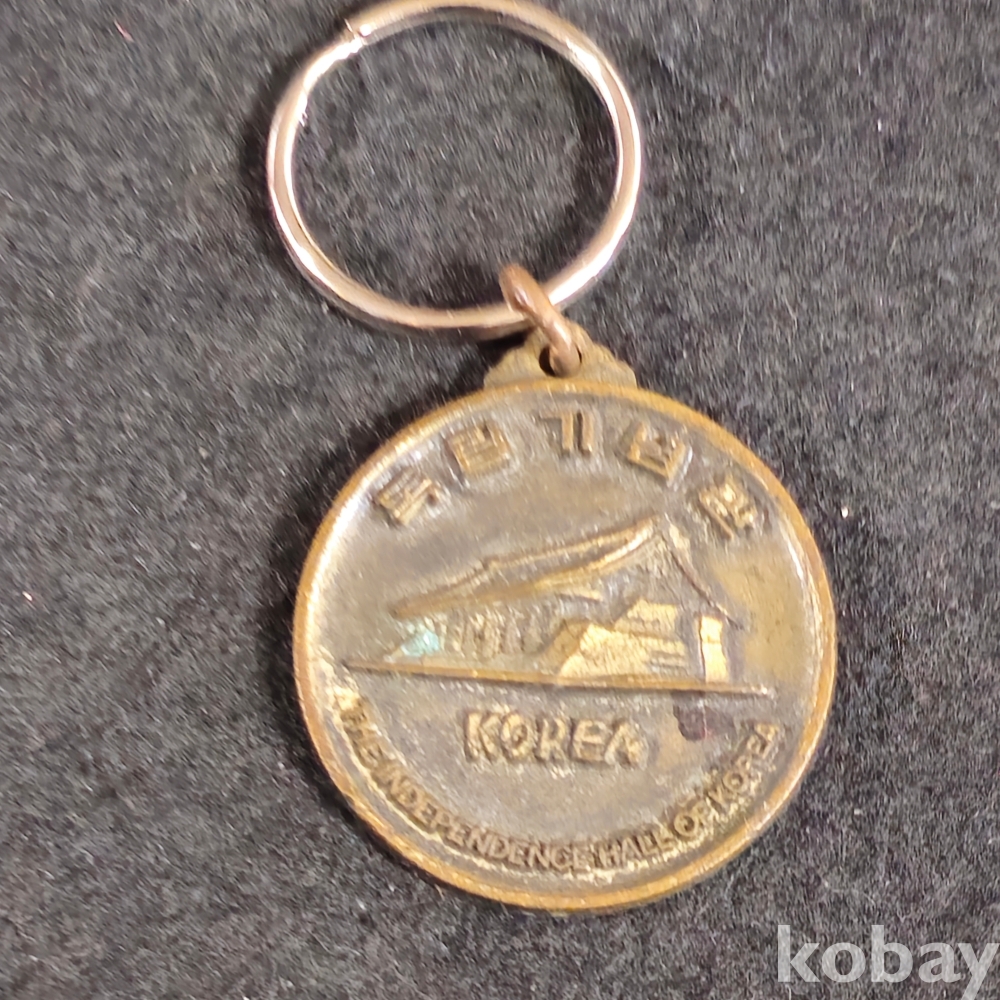 독립기념관
KOREA
THE INDEPENDENCE HALL OF KOREA
kobay